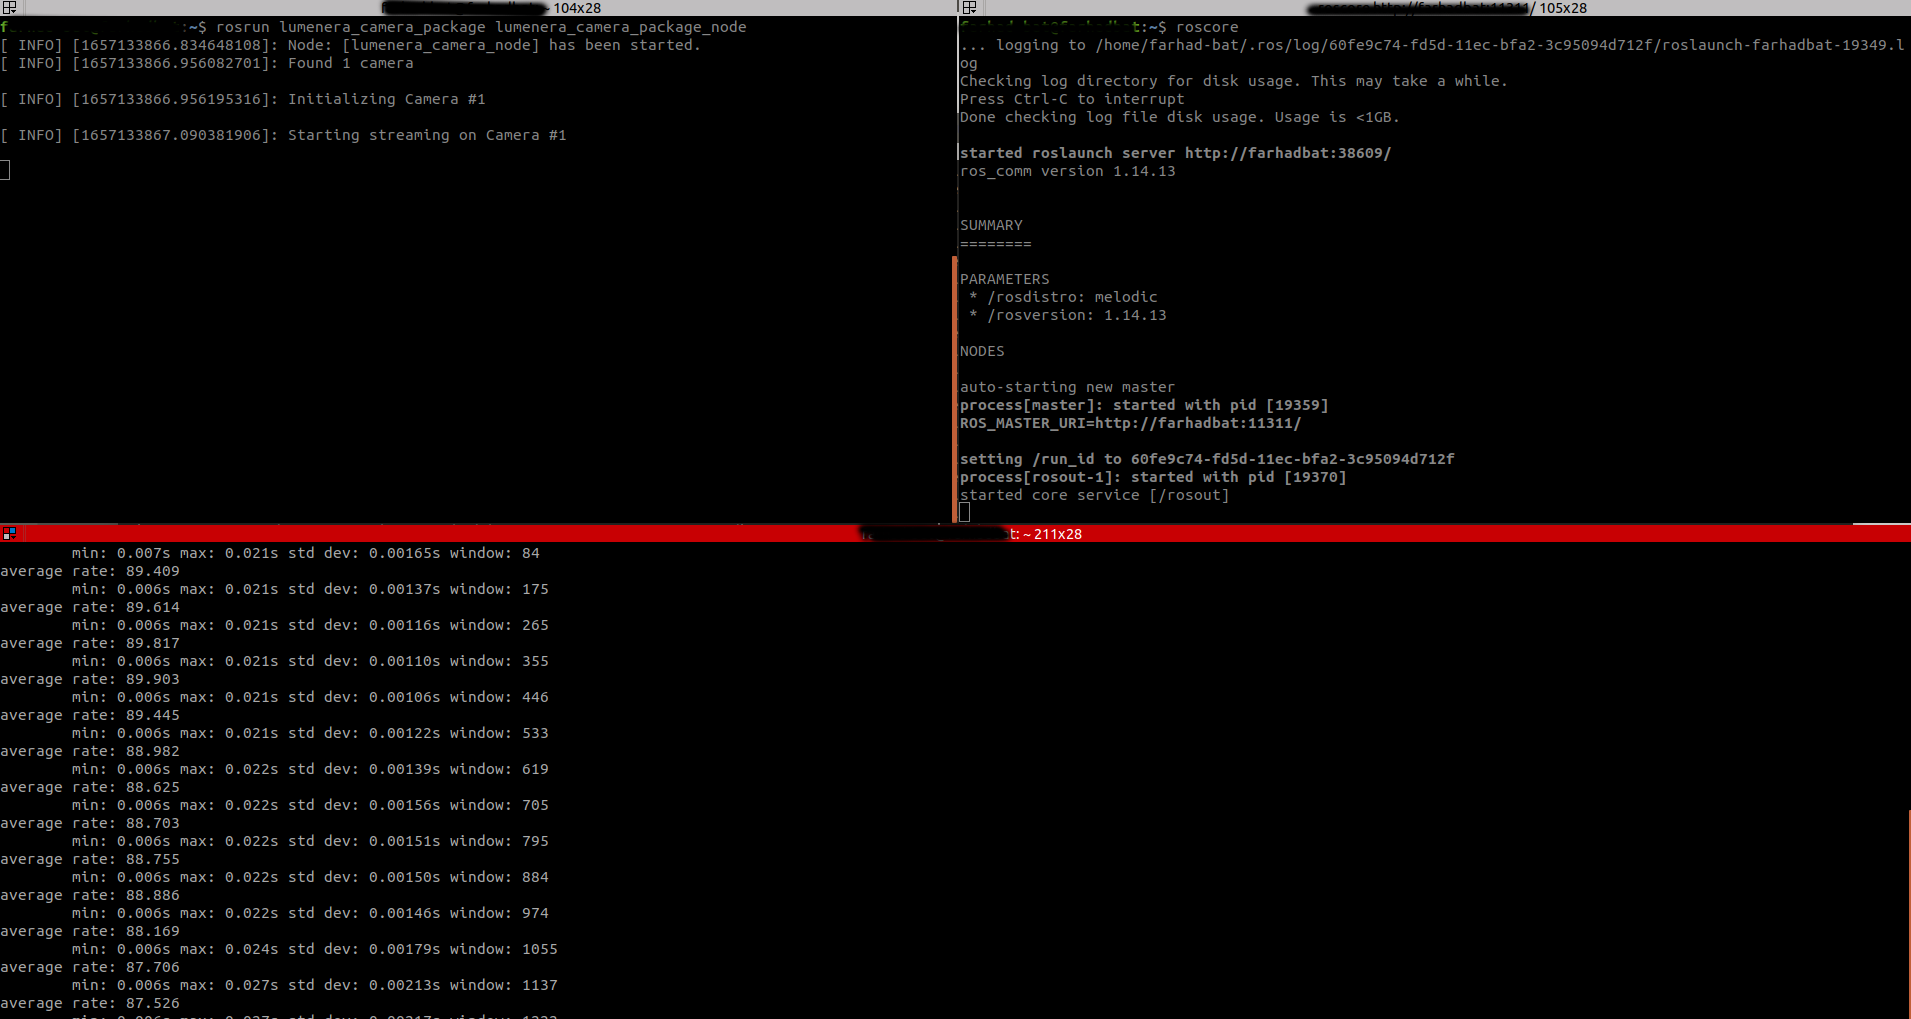 104x28
:~$ rosrun lumenera_camera_package lumenera_camera_package_node
[ INFO] [1657133866.834648108]: Node: [lumenera_camera_node] has been started.
[ INFO] [1657133866.956082701]: Found 1 camera
[ INFO] [1657133866.956195316]: Initializing Camera #1
[ INFO] [1657133867.090381906]: Starting streaming on Camera #1
/ 105x28
t:~$ roscore
... logging to /home/farhad-bat/.ros/log/60fe9c74-fd5d-11ec-bfa2-3c95094d712f/roslaunch-farhadbat-19349.l
og
Checking log directory for disk usage. This may take a while.
Press Ctrl-C to interrupt
Done checking log file disk usage. Usage is <1GB.
started roslaunch server http://farhadbat:38609/
ros_comm version 1.14.13
SUMMARY
========
PARAMETERS
* /rosdistro: melodic
* /rosversion: 1.14.13
NODES
auto-starting new master
process[master]: started with pid [19359]
ROS_MASTER_URI=http://farhadbat:11311/
setting /run_id to 60fe9c74-fd5d-11ec-bfa2-3c95094d712f
process[rosout-1]: started with pid [19370]
started core service [/rosout]
t: ~ 211x28
min: 0.007s max: 0.021s std dev: 0.00165s window: 84
average rate: 89.409
min: 0.006s max: 0.021s std dev: 0.00137s window: 175
average rate: 89.614
min: 0.006s max: 0.021s std dev: 0.00116s window: 265
average rate: 89.817
min: 0.006s max: 0.021s std dev: 0.00110s window: 355
average rate: 89.903
min: 0.006s max: 0.021s std dev: 0.00106s window: 446
average rate: 89.445
min: 0.006s max: 0.021s std dev: 0.00122s window: 533
average rate: 88.982
min: 0.006s max: 0.022s std dev: 0.00139s window: 619
average rate: 88.625
min: 0.006s max: 0.022s std dev: 0.00156s window: 705
average rate: 88.703
min: 0.006s max: 0.022s std dev: 0.00151s window: 795
average rate: 88.755
min: 0.006s max: 0.022s std dev: 0.00150s window: 884
average rate: 88.886
min: 0.006s max: 0.022s std dev: 0.00146s window: 974
average rate: 88.169
min: 0.006s max: 0.024s std dev: 0.00179s window: 1055
average rate: 87.706
min: 0.006s max: 0.027s std dev: 0.00213s window: 1137
average rate: 87.526